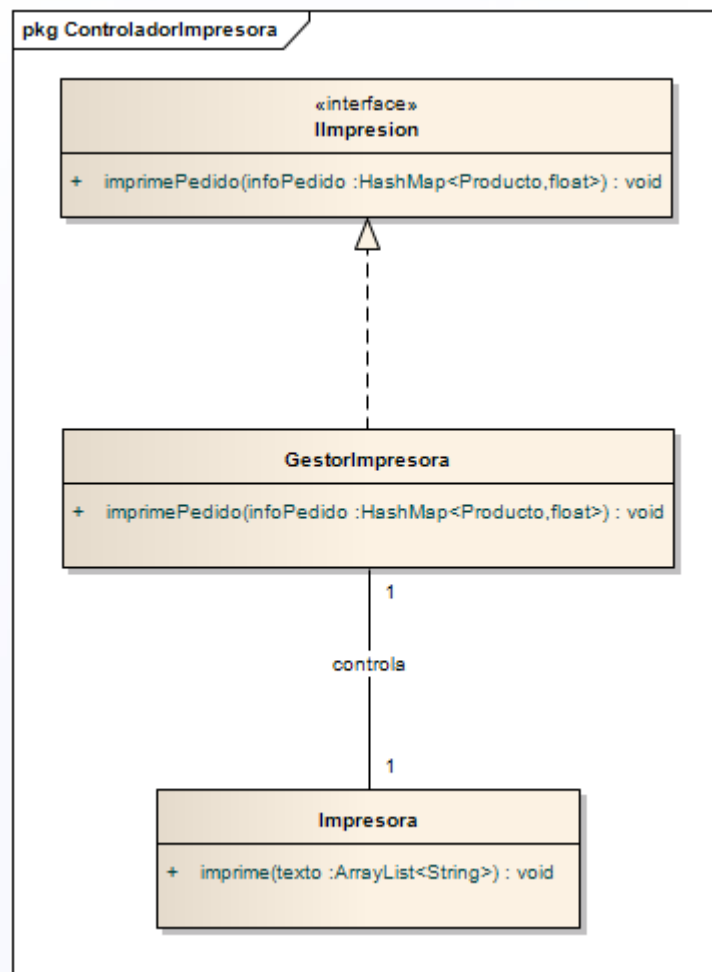 pkg ControladorImpresora
«interface»
IImpresion
+ imprimePedido(infoPedido :HashMap<Producto,float>) : void
GestorImpresora
+ imprimePedido(infoPedido :HashMap<Producto,float>) : void
1
controla
1
Impresora
+ imprime(texto :ArrayList<String>) : void